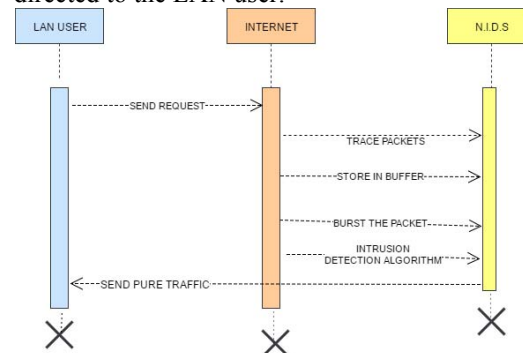 directed to the LAN user.
LAN USER
INTERNET
N.I.D.S
SEND REQUEST
TRACE PACKETS
STORE IN BUFFER
BURST THE PACKET
INTRUSION
DETECTION ALGORITHM
SEND PURE TRAFFIC